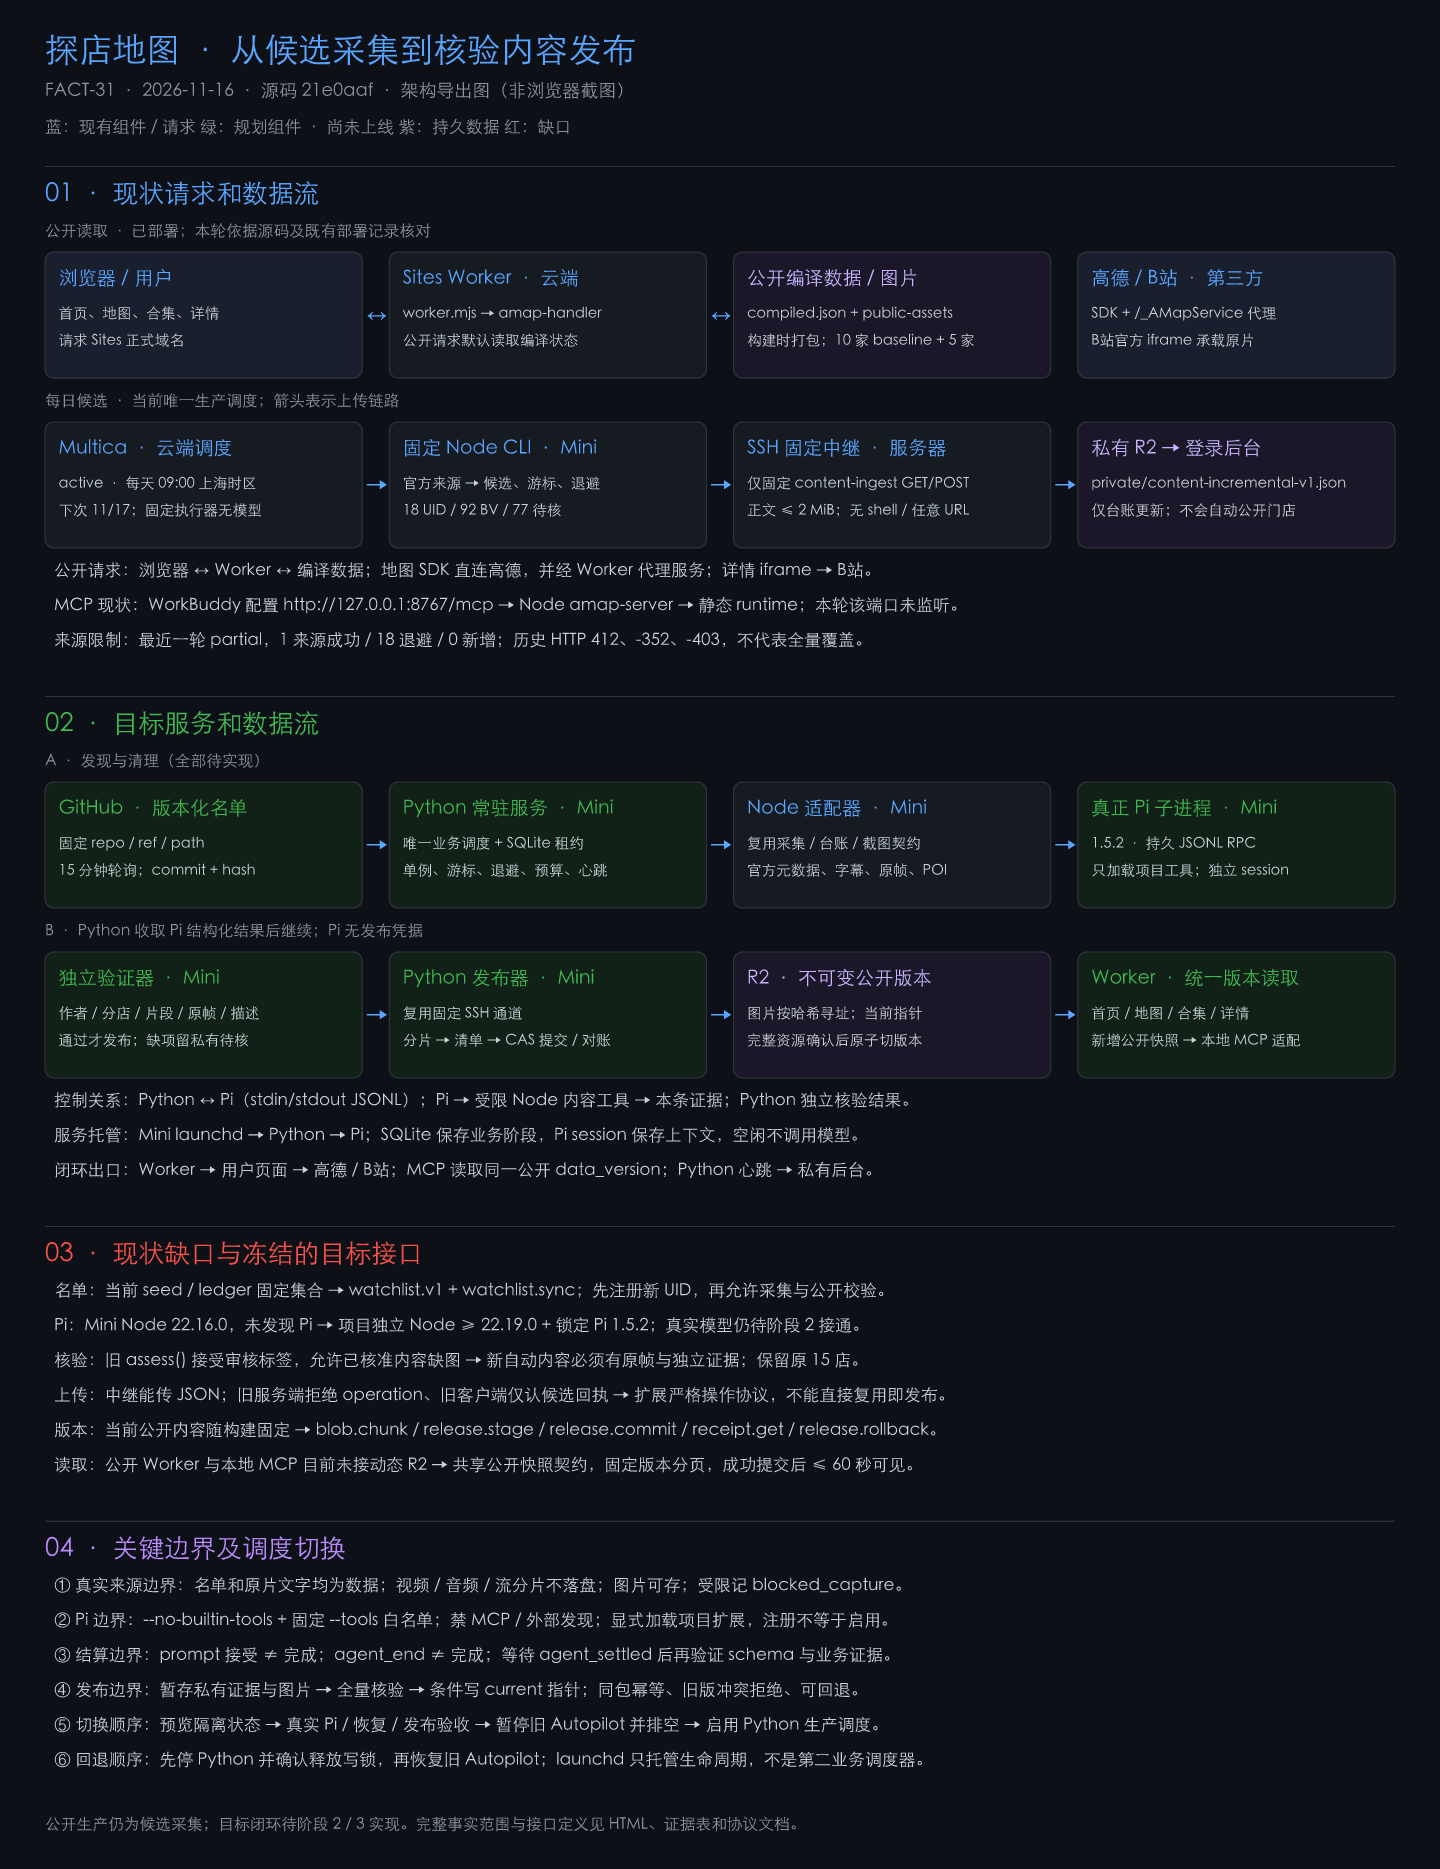 探店地图 · 从候选采集到核验内容发布
FACT-31 · 2026-11-16 · 源码 21e0aaf · 架构导出图（非浏览器截图）
蓝：现有组件 / 请求 绿：规划组件 · 尚未上线 紫：持久数据 红：缺口
01 · 现状请求和数据流
公开读取 · 已部署；本轮依据源码及既有部署记录核对
浏览器 / 用户
首页、地图、合集、详情
请求 Sites 正式域名
↔
Sites Worker · 云端
worker.mjs → amap-handler
公开请求默认读取编译状态
↔
公开编译数据 / 图片
compiled.json + public-assets
构建时打包；10 家 baseline + 5 家
高德 / B站 · 第三方
SDK + /_AMapService 代理
B站官方 iframe 承载原片
每日候选 · 当前唯一生产调度；箭头表示上传链路
Multica · 云端调度
active · 每天 09:00 上海时区
下次 11/17；固定执行器无模型
→
固定 Node CLI · Mini
官方来源 → 候选、游标、退避
18 UID / 92 BV / 77 待核
→
SSH 固定中继 · 服务器
仅固定 content-ingest GET/POST
正文 ≤ 2 MiB；无 shell / 任意 URL
→
私有 R2 → 登录后台
private/content-incremental-v1.json
仅台账更新；不会自动公开门店
公开请求：浏览器 ↔ Worker ↔ 编译数据；地图 SDK 直连高德，并经 Worker 代理服务；详情 iframe → B站。
MCP 现状：WorkBuddy 配置 http://127.0.0.1:8767/mcp → Node amap-server → 静态 runtime；本轮该端口未监听。
来源限制：最近一轮 partial，1 来源成功 / 18 退避 / 0 新增；历史 HTTP 412、-352、-403，不代表全量覆盖。
02 · 目标服务和数据流
A · 发现与清理（全部待实现）
GitHub · 版本化名单
固定 repo / ref / path
15 分钟轮询；commit + hash
→
Python 常驻服务 · Mini
唯一业务调度 + SQLite 租约
单例、游标、退避、预算、心跳
→
Node 适配器 · Mini
复用采集 / 台账 / 截图契约
官方元数据、字幕、原帧、POI
→
真正 Pi 子进程 · Mini
1.5.2 · 持久 JSONL RPC
只加载项目工具；独立 session
B · Python 收取 Pi 结构化结果后继续；Pi 无发布凭据
独立验证器 · Mini
作者 / 分店 / 片段 / 原帧 / 描述
通过才发布；缺项留私有待核
→
Python 发布器 · Mini
复用固定 SSH 通道
分片 → 清单 → CAS 提交 / 对账
→
R2 · 不可变公开版本
图片按哈希寻址；当前指针
完整资源确认后原子切版本
→
Worker · 统一版本读取
首页 / 地图 / 合集 / 详情
新增公开快照 → 本地 MCP 适配
控制关系：Python ↔ Pi（stdin/stdout JSONL）；Pi → 受限 Node 内容工具 → 本条证据；Python 独立核验结果。
服务托管：Mini launchd → Python → Pi；SQLite 保存业务阶段，Pi session 保存上下文，空闲不调用模型。
闭环出口：Worker → 用户页面 → 高德 / B站；MCP 读取同一公开 data_version；Python 心跳 → 私有后台。
03 · 现状缺口与冻结的目标接口
名单：当前 seed / ledger 固定集合 → watchlist.v1 + watchlist.sync；先注册新 UID，再允许采集与公开校验。
Pi：Mini Node 22.16.0，未发现 Pi → 项目独立 Node ≥ 22.19.0 + 锁定 Pi 1.5.2；真实模型仍待阶段 2 接通。
核验：旧 assess() 接受审核标签，允许已核准内容缺图 → 新自动内容必须有原帧与独立证据；保留原 15 店。
上传：中继能传 JSON；旧服务端拒绝 operation、旧客户端仅认候选回执 → 扩展严格操作协议，不能直接复用即发布。
版本：当前公开内容随构建固定 → blob.chunk / release.stage / release.commit / receipt.get / release.rollback。
读取：公开 Worker 与本地 MCP 目前未接动态 R2 → 共享公开快照契约，固定版本分页，成功提交后 ≤ 60 秒可见。
04 · 关键边界及调度切换
① 真实来源边界：名单和原片文字均为数据；视频 / 音频 / 流分片不落盘；图片可存；受限记 blocked_capture。
② Pi 边界：--no-builtin-tools + 固定 --tools 白名单；禁 MCP / 外部发现；显式加载项目扩展，注册不等于启用。
③ 结算边界：prompt 接受 ≠ 完成；agent_end ≠ 完成；等待 agent_settled 后再验证 schema 与业务证据。
④ 发布边界：暂存私有证据与图片 → 全量核验 → 条件写 current 指针；同包幂等、旧版冲突拒绝、可回退。
⑤ 切换顺序：预览隔离状态 → 真实 Pi / 恢复 / 发布验收 → 暂停旧 Autopilot 并排空 → 启用 Python 生产调度。
⑥ 回退顺序：先停 Python 并确认释放写锁，再恢复旧 Autopilot；launchd 只托管生命周期，不是第二业务调度器。
公开生产仍为候选采集；目标闭环待阶段 2 / 3 实现。完整事实范围与接口定义见 HTML、证据表和协议文档。